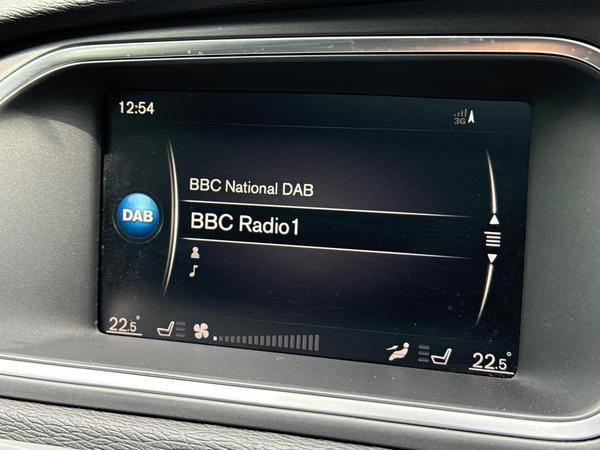 12:54
3G
BBC National DAB
DAB
BBC Radio1
22.5°
22.5°